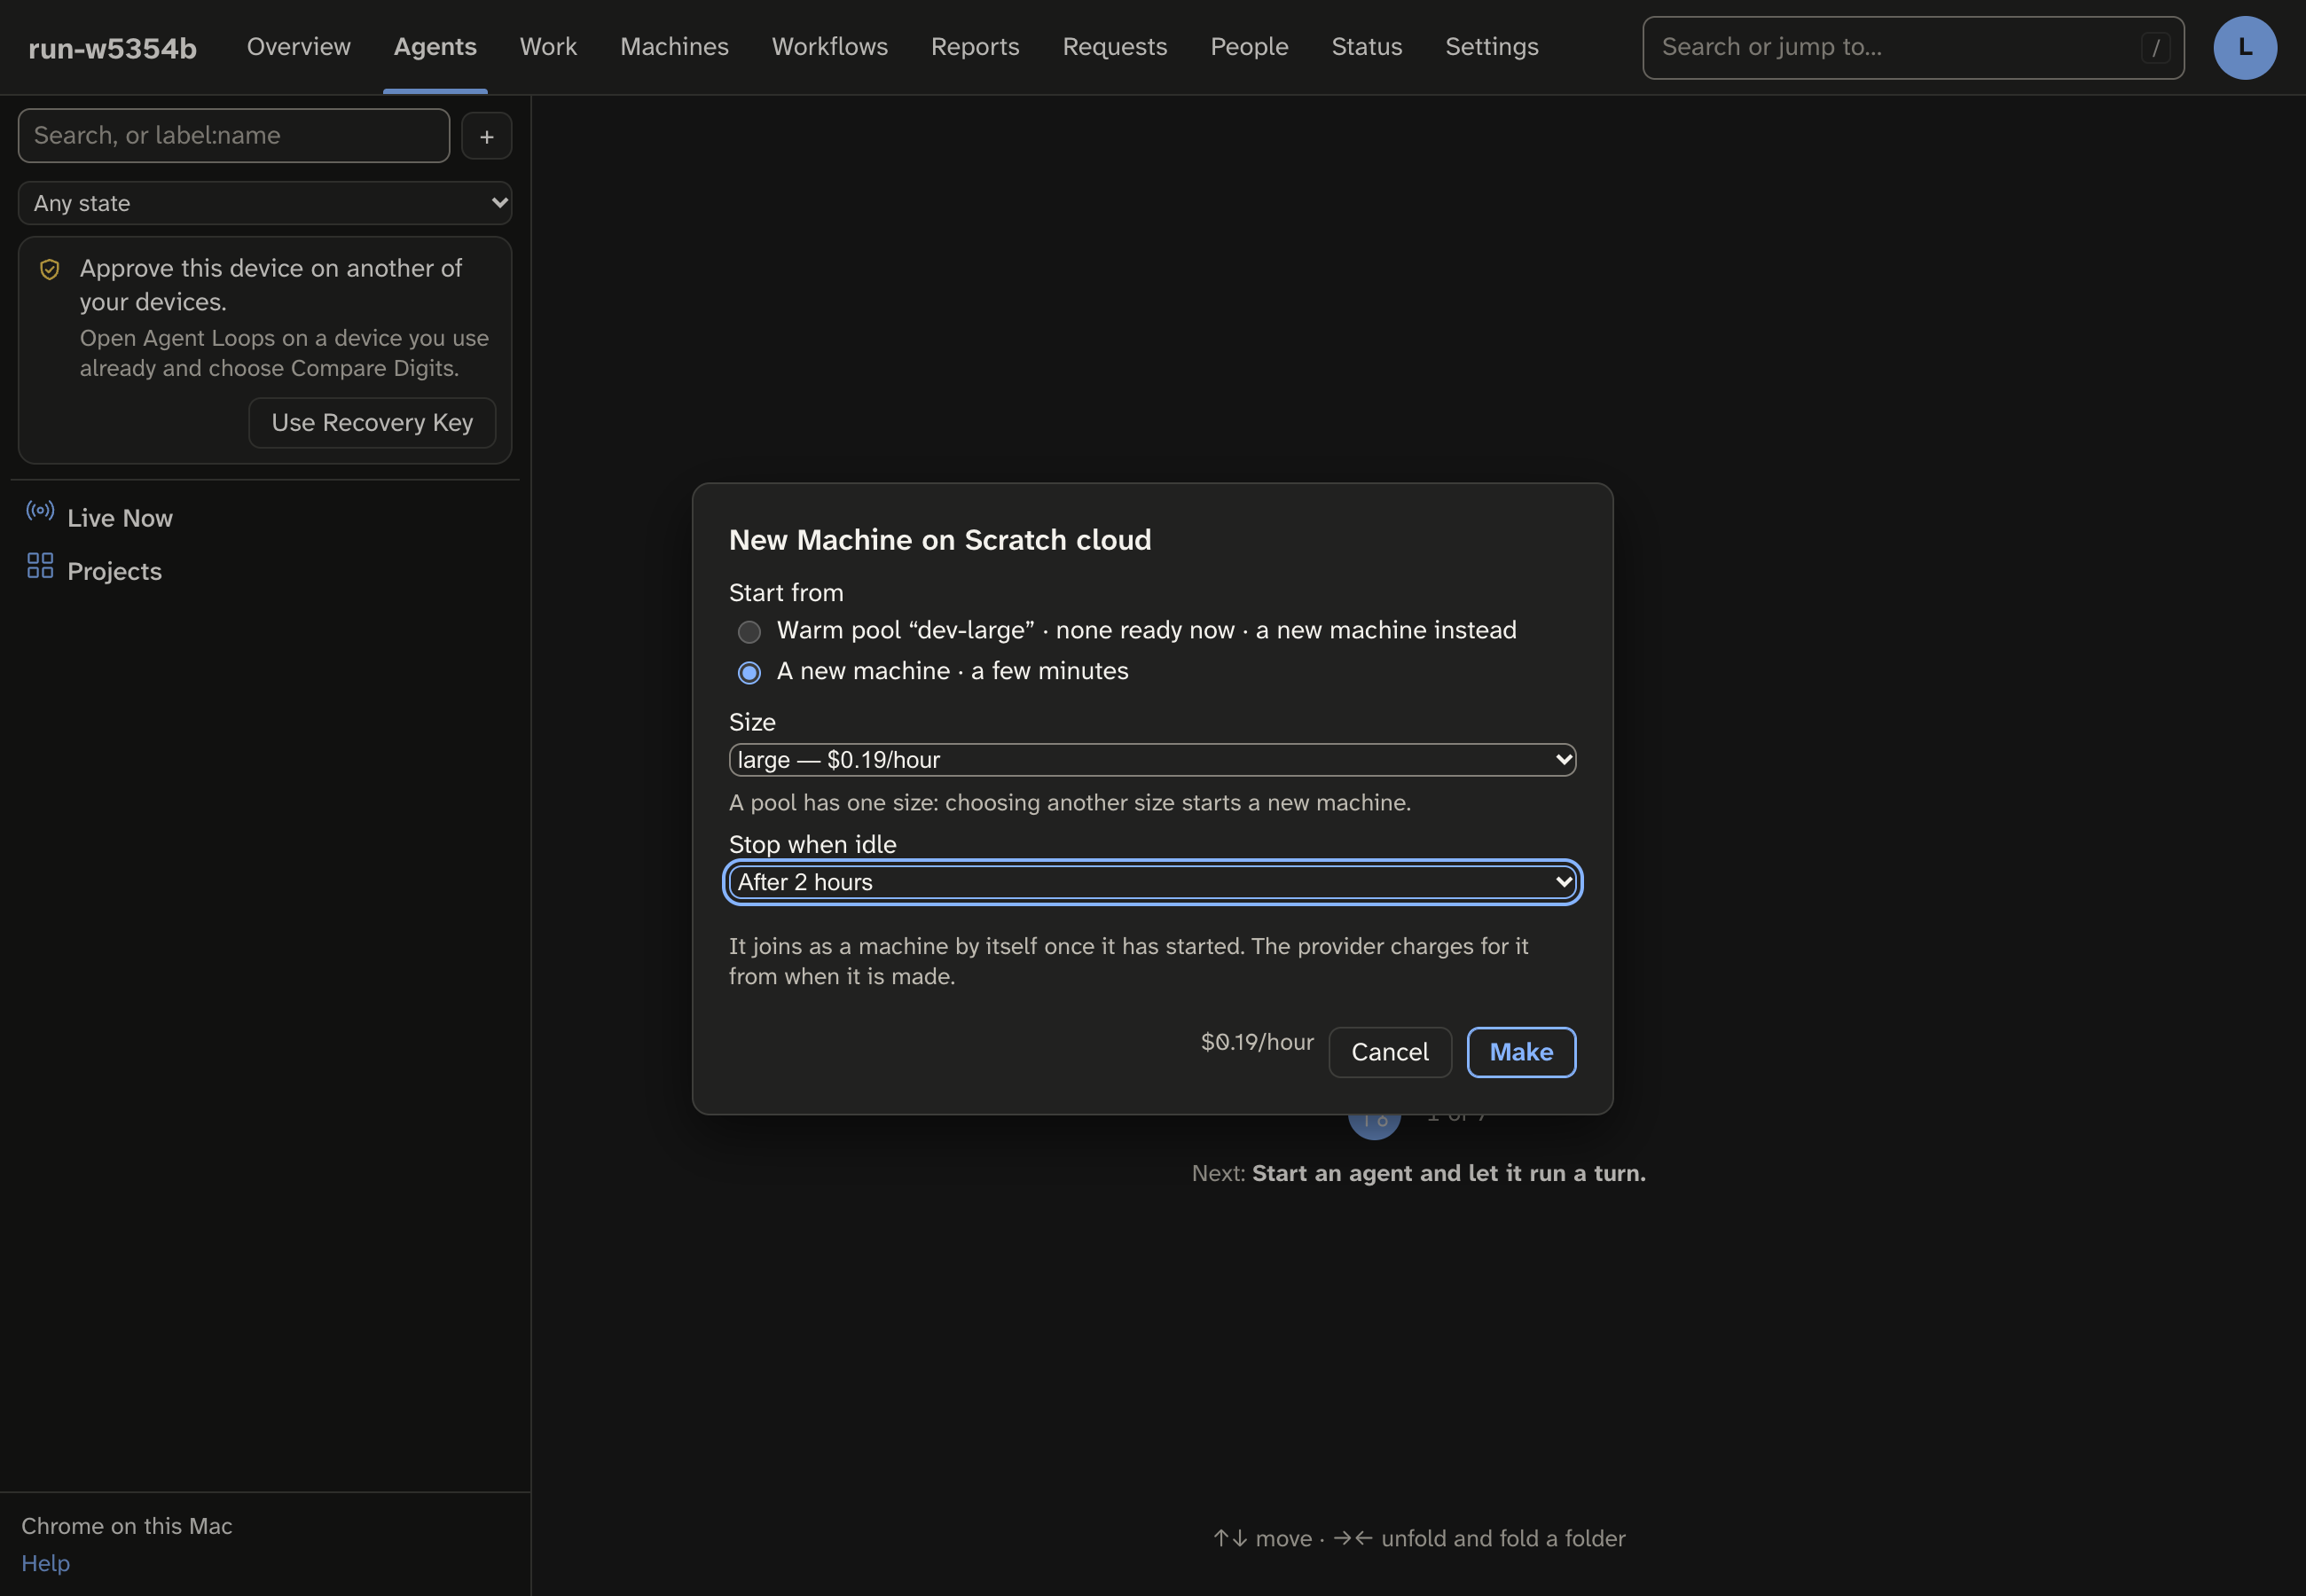 run-w5354b
Overview
Agents
Work
Machines
Workflows
Reports
Requests
People
Status
Settings
Search or jump to...
/
L
Search, or label:name
+
Any state
Approve this device on another of
your devices.
Open Agent Loops on a device you use
already and choose Compare Digits.
Use Recovery Key
Live Now
Projects
New Machine on Scratch cloud
Start from
Warm pool “dev-large” · none ready now · a new machine instead
A new machine · a few minutes
Size
large — $0.19/hour
A pool has one size: choosing another size starts a new machine.
Stop when idle
After 2 hours
It joins as a machine by itself once it has started. The provider charges for it
from when it is made.
$0.19/hour
Cancel
Make
Next: Start an agent and let it run a turn.
↑↓ move · →← unfold and fold a folder
Chrome on this Mac
Help